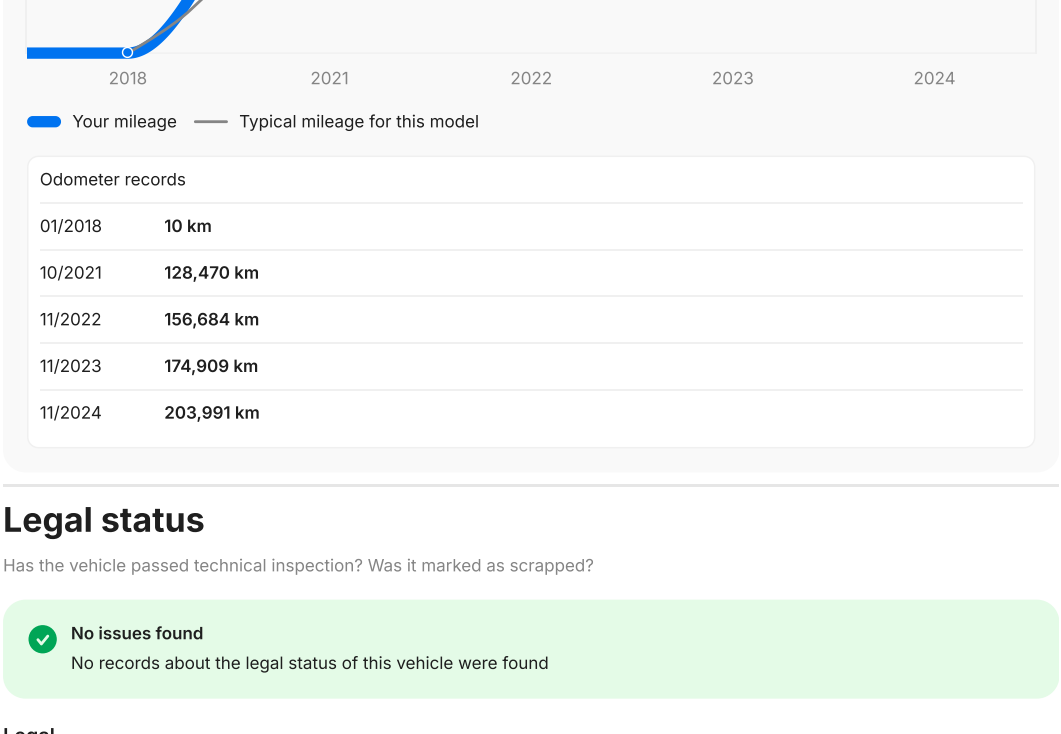 2018 2021 2022 2023 2024
Your mileage Typical mileage for this model
Odometer records
01/2018 10 km
10/2021 128,470 km
11/2022 156,684 km
11/2023 174,909 km
11/2024 203,991 km
Legal status
Has the vehicle passed technical inspection? Was it marked as scrapped?
No issues found
No records about the legal status of this vehicle were found
Legal